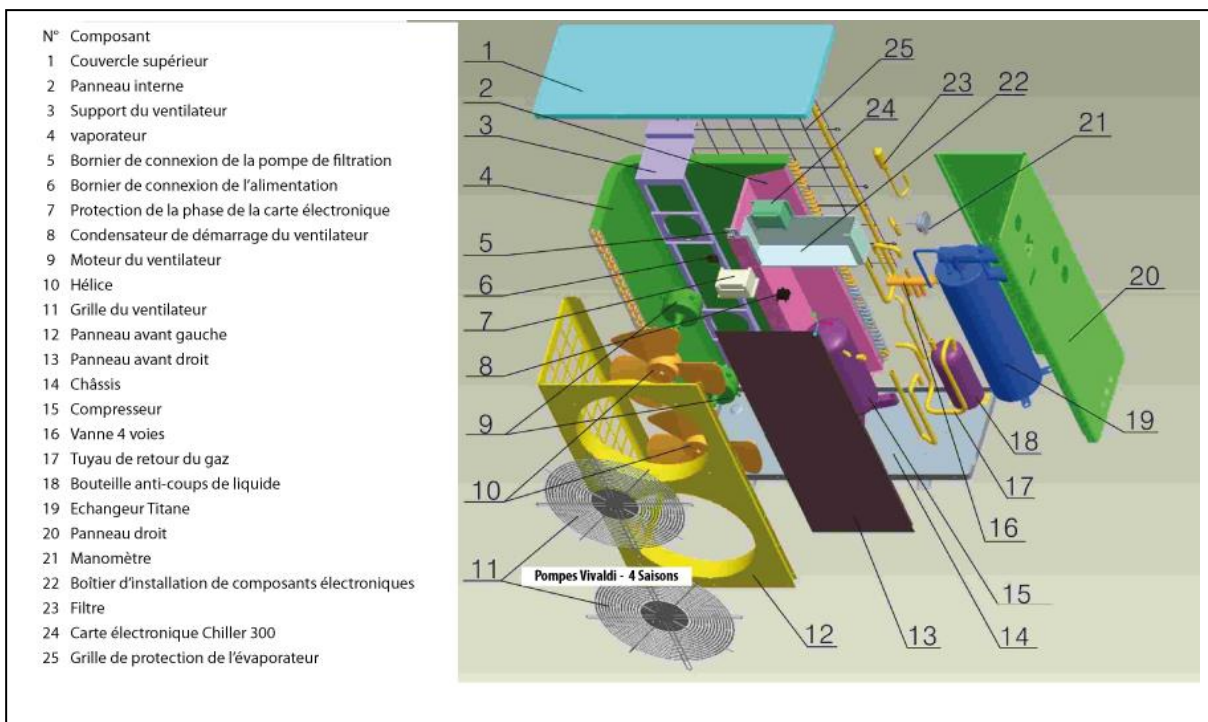 N° Composant
1 Couvercle supérieur
2 Panneau interne
3 Support du ventilateur
4 vaporateur
5 Bornier de connexion de la pompe de filtration
6 Bornier de connexion de l'alimentation
7 Protection de la phase de la carte électronique
8 Condensateur de démarrage du ventilateur
9 Moteur du ventilateur
10 Hélice
11 Grille du ventilateur
12 Panneau avant gauche
13 Panneau avant droit
14 Châssis
15 Compresseur
16 Vanne 4 voies
17 Tuyau de retour du gaz
18 Bouteille anti-coups de liquide
19 Echangeur Titane
20 Panneau droit
21 Manomètre
22 Boîtier d'installation de composants électroniques
23 Filtre
24 Carte électronique Chiller 300
25 Grille de protection de l'évaporateur
1
2
3
4
5
6
7
8
9
10
11
25
24
23
22
21
20
19
18
17
16
15
14
13
12
Pompes Vivaldi - 4 Saisons